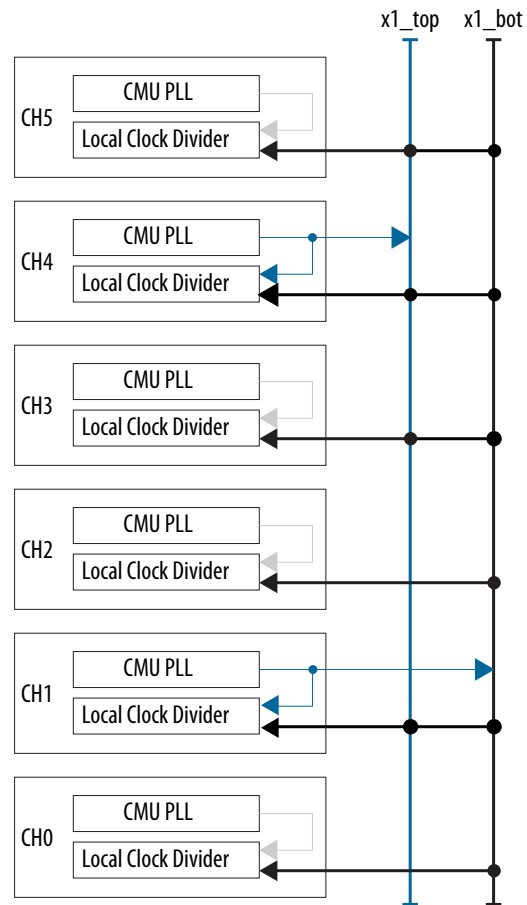 x1_top x1_bot
CMU PLL
CH5
Local Clock Divider
CMU PLL
CH4
Local Clock Divider
CMU PLL
CH3
Local Clock Divider
CMU PLL
CH2
Local Clock Divider
CMU PLL
CH1
Local Clock Divider
CMU PLL
CH0
Local Clock Divider